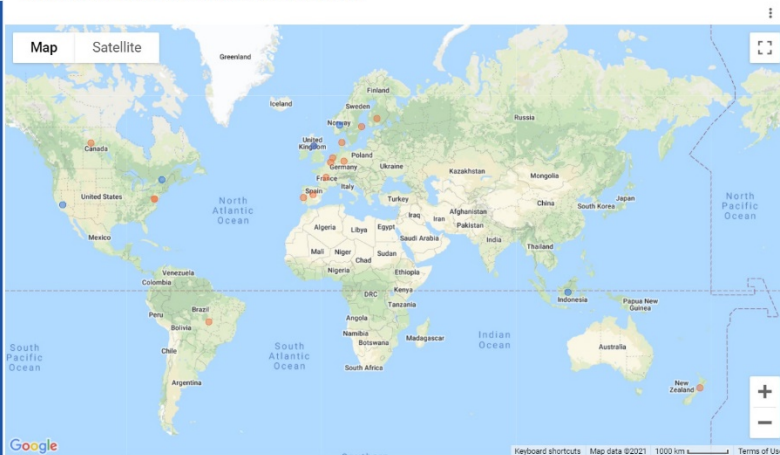 Map
Satellite
Greenland
Iceland
Finland
Sweden
Norway
Russia
United
Kingdom
Canada
Poland
Germany
Ukraine
France
Kazakhstan
Mongolia
Spain
Italy
United States
North
Atlantic
Ocean
Turkey
China
Japan
South Korea
North
Pacific
Ocean
Afghanistan
Iraq
Iran
Pakistan
Algeria
Libya
Egypt
Saudi Arabia
India
Mexico
Mali
Niger
Chad
Sudan
Thailand
Nigeria
Ethiopia
Venezuela
Colombia
DRC
Kenya
Tanzania
Indonesia
Papua New
Guinea
Peru
Brazil
Bolivia
Angola
Namibia
Botswana
Madagascar
Indian
Ocean
Australia
South
Pacific
Ocean
Chile
South
Atlantic
Ocean
South Africa
Argentina
New
Zealand
+
−
Google
Keyboard shortcuts
Map data ©2021
1000 km
Terms of Us